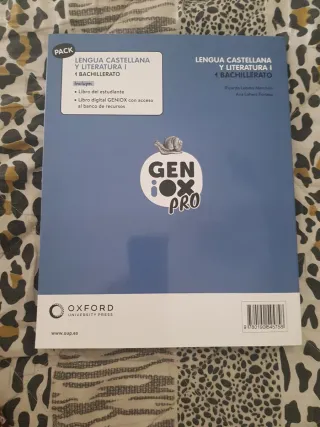 PACK
LENGUA CASTELLANA
Y LITERATURA I
1 BACHILLERATO
Incluye:
• Libro del estudiante
• Libro digital GENiOX con acceso
al banco de recursos
LENGUA CASTELLANA
Y LITERATURA I
1 BACHILLERATO
GEN
iOX
PRO
OXFORD
UNIVERSITY PRESS
www.oup.es